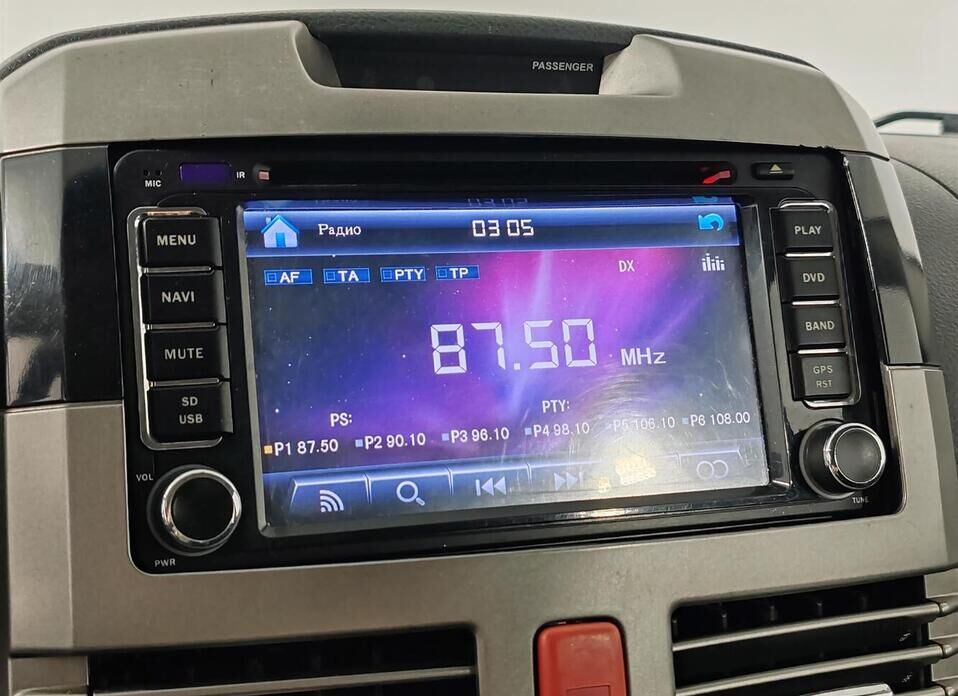 PASSENGER
MIC
IR
MENU
NAVI
MUTE
SD
USB
VOL
PWR
Радио
03 05
AF TA PTY TP
DX
87.50 MHz
PS: PTY:
P1 87.50 P2 90.10 P3 96.10 P4 98.10 P5 106.10 P6 108.00
PLAY
DVD
BAND
GPS
RST
TUNE